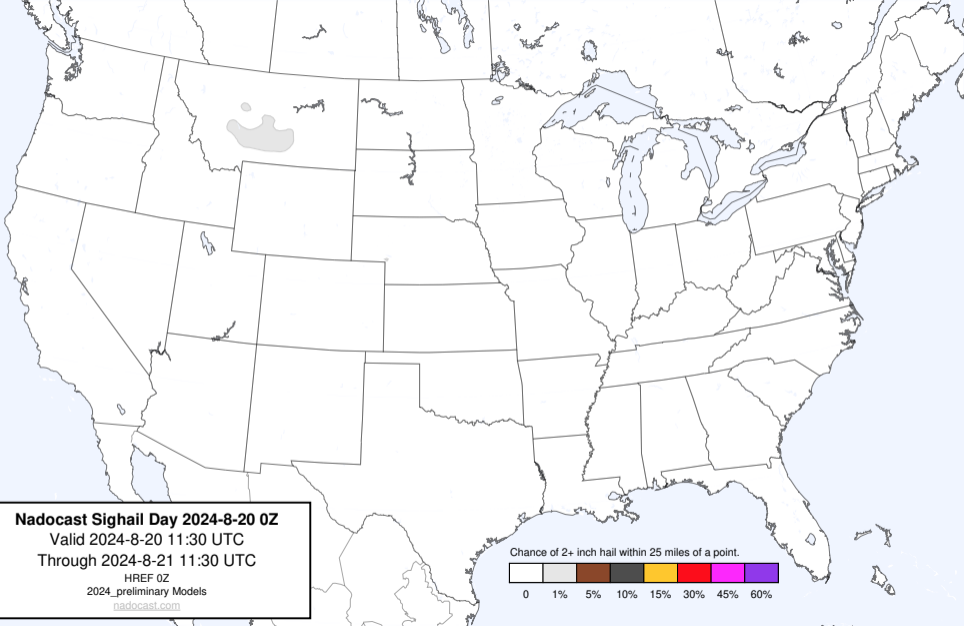 Nadocast Sighail Day 2024-8-20 0Z
Valid 2024-8-20 11:30 UTC
Through 2024-8-21 11:30 UTC
HREF 0Z
2024_preliminary Models
nadocast.com
Chance of 2+ inch hail within 25 miles of a point.
0 1% 5% 10% 15% 30% 45% 60%